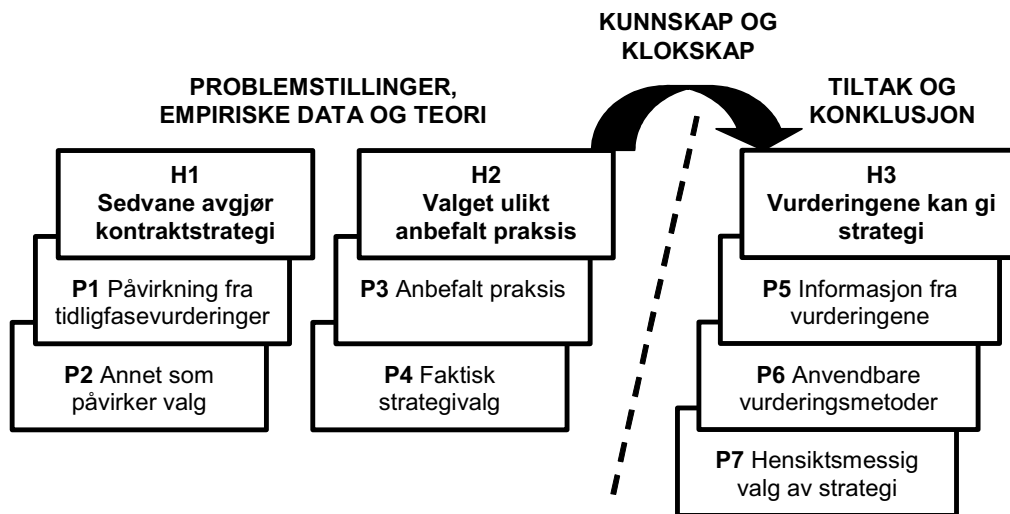 KUNNSKAP OG
KLOKSKAP
PROBLEMSTILLINGER,
EMPIRISKE DATA OG TEORI
TILTAK OG
KONKLUSJON
H1
Sedvane avgjør
kontraktstrategi
P1 Påvirkning fra
tidligfasevurderinger
P2 Annet som
påvirker valg
H2
Valget ulikt
anbefalt praksis
P3 Anbefalt praksis
P4 Faktisk
strategivalg
H3
Vurderingene kan gi
strategi
P5 Informasjon fra
vurderingene
P6 Anvendbare
vurderingsmetoder
P7 Hensiktsmessig
valg av strategi